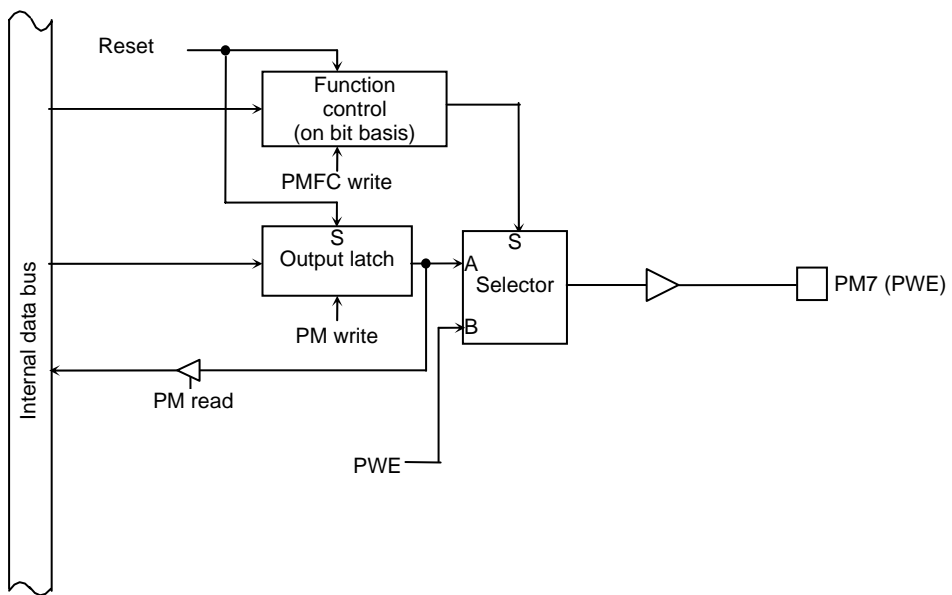 Reset
Function
control
(on bit basis)
PMFC write
S
Output latch
S
A
Selector
PM7 (PWE)
B
PM write
Internal data bus
PM read
PWE